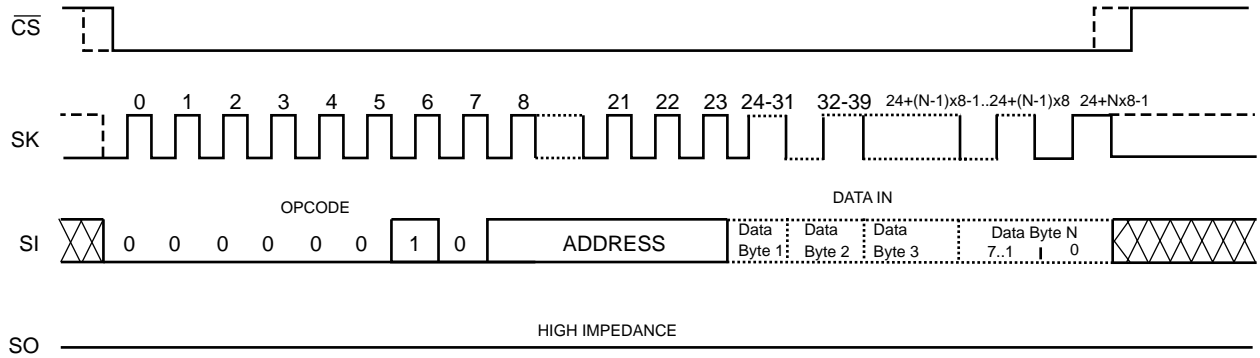 CS
0 1 2 3 4 5 6 7 8 21 22 23 24-31 32-39 24+(N-1)x8-1..24+(N-1)x8 24+Nx8-1
SK
OPCODE DATA IN
SI 0 0 0 0 0 0 1 0 ADDRESS Data Byte 1 Data Byte 2 Data Byte 3 Data Byte N 7..1 0
HIGH IMPEDANCE
SO